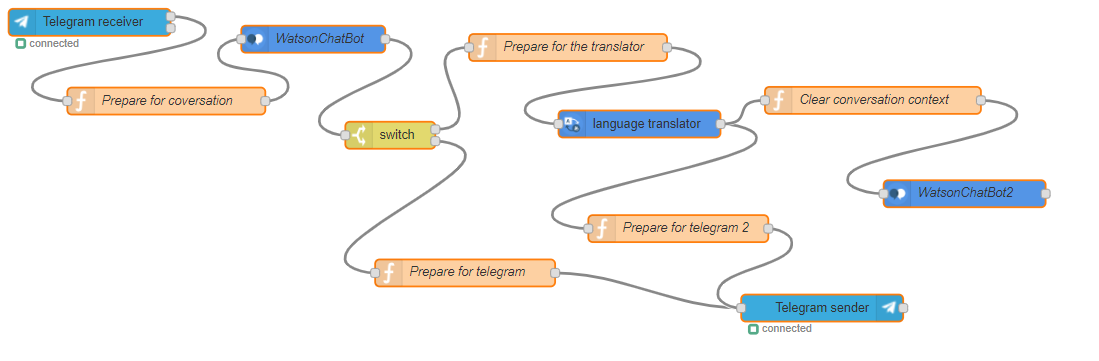 Telegram receiver
connected
Prepare for coversation
WatsonChatBot
switch
Prepare for the translator
language translator
Clear conversation context
WatsonChatBot2
Prepare for telegram 2
Prepare for telegram
Telegram sender
connected